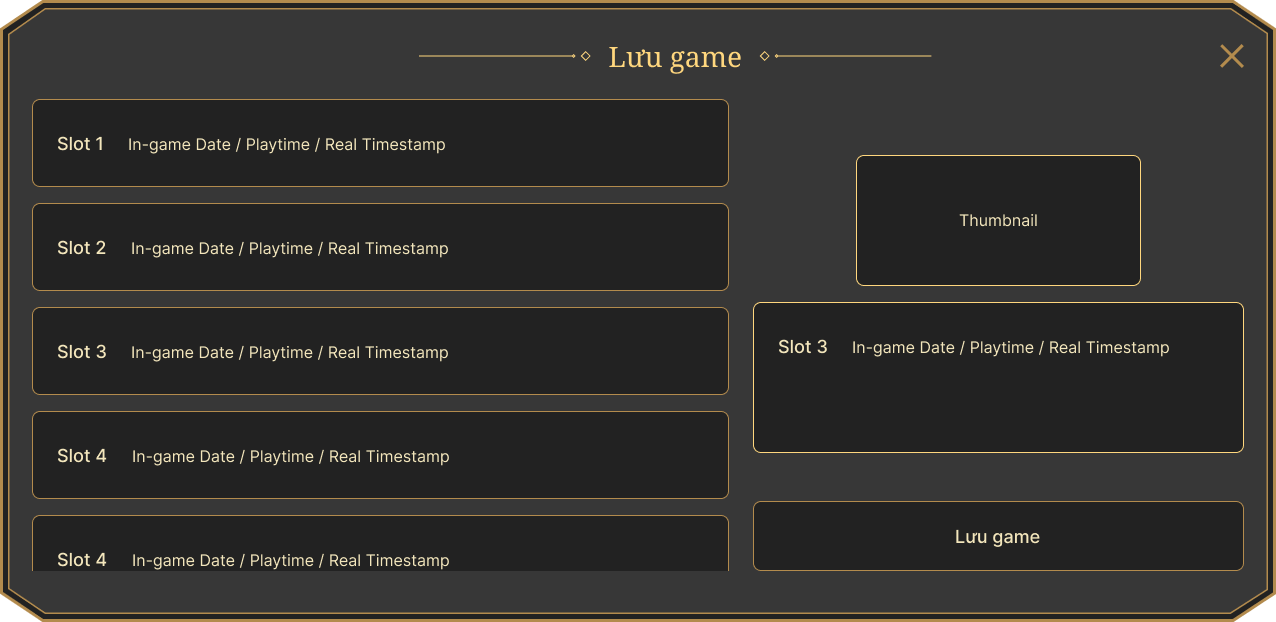 Lưu game
Slot 1 In-game Date / Playtime / Real Timestamp
Slot 2 In-game Date / Playtime / Real Timestamp
Slot 3 In-game Date / Playtime / Real Timestamp
Slot 4 In-game Date / Playtime / Real Timestamp
Slot 4 In-game Date / Playtime / Real Timestamp
Thumbnail
Slot 3 In-game Date / Playtime / Real Timestamp
Lưu game